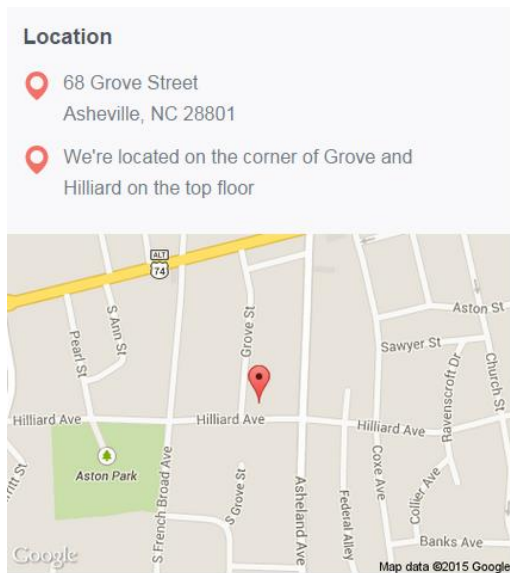 Location
68 Grove Street
Asheville, NC 28801
We're located on the corner of Grove and
Hilliard on the top floor
ALT
74
Aston St
S Ann St
Pearl St
Grove St
Sawyer St
Ravenscroft Dr
Church St
Hilliard Ave
Hilliard Ave
Hilliard Ave
Aston Park
S French Broad Ave
S Grove St
Asheland Ave
Federal Alley
Coxe Ave
Collier Ave
Banks Ave
Google
Map data ©2015 Google